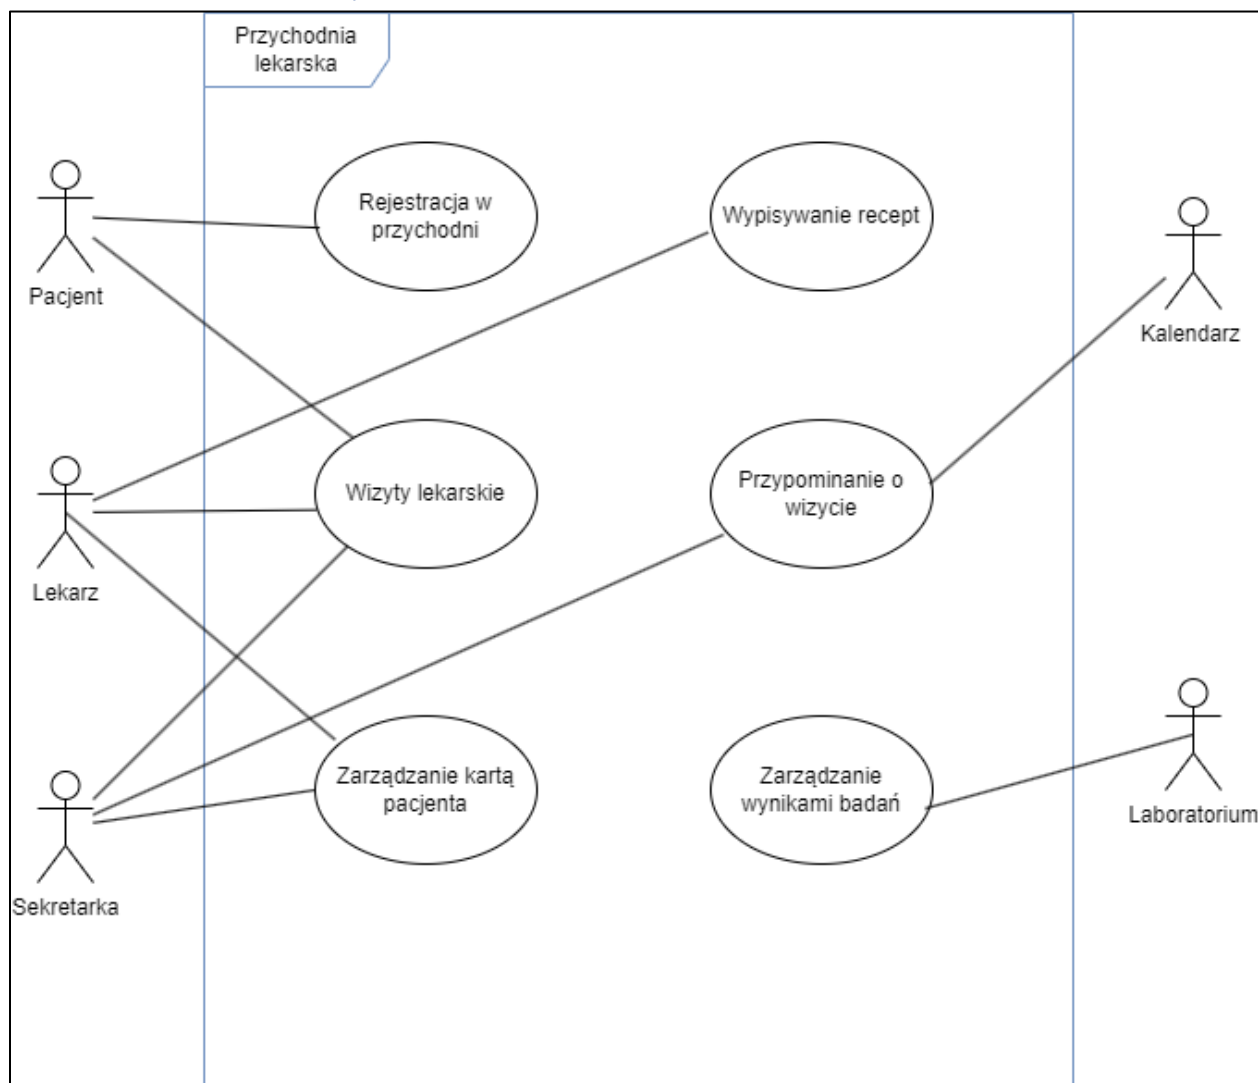 Przychodnia
lekarska
Rejestracja w
przychodni
Wypisywanie recept
Pacjent
Kalendarz
Wizyty lekarskie
Przypominanie o
wizycie
Lekarz
Zarządzanie kartą
pacjenta
Zarządzanie
wynikami badań
Laboratorium
Sekretarka